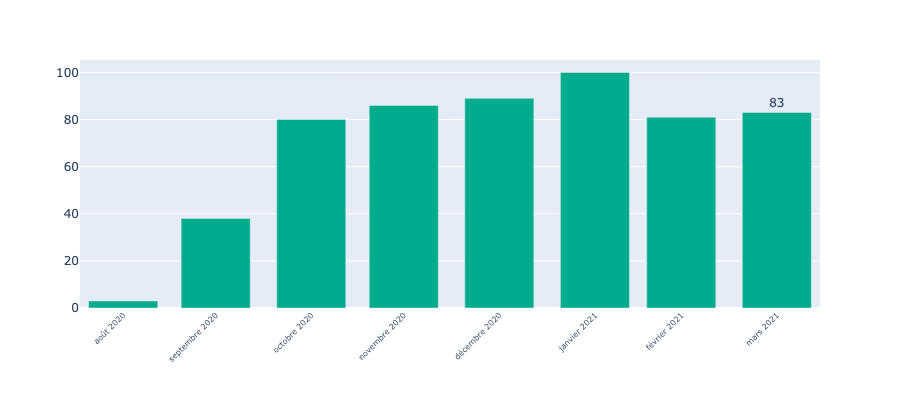 100
83
80
60
40
20
0
août 2020
septembre 2020
octobre 2020
novembre 2020
décembre 2020
janvier 2021
février 2021
mars 2021